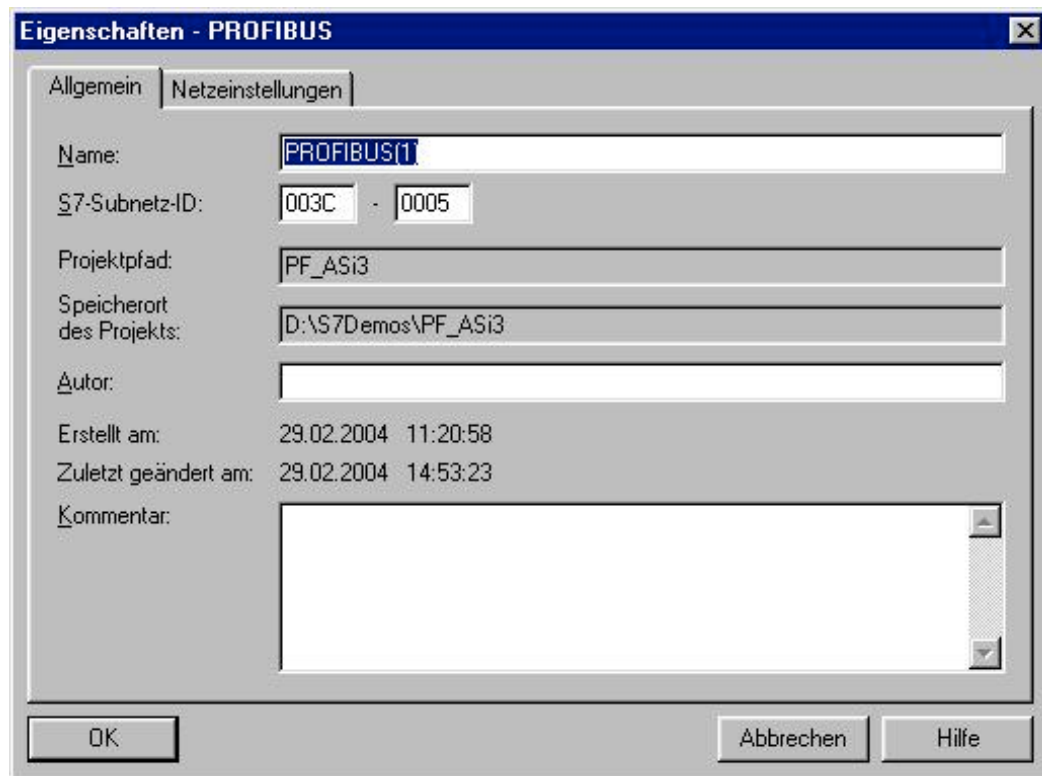 Eigenschaften - PROFIBUS
Allgemein Netzeinstellungen
Name: PROFIBUS(1)
S7-Subnetz-ID: 003C - 0005
Projektpfad: PF_ASi3
Speicherort
des Projekts: D:\S7Demos\PF_ASi3
Autor:
Erstellt am: 29.02.2004 11:20:58
Zuletzt geändert am: 29.02.2004 14:53:23
Kommentar:
OK Abbrechen Hilfe